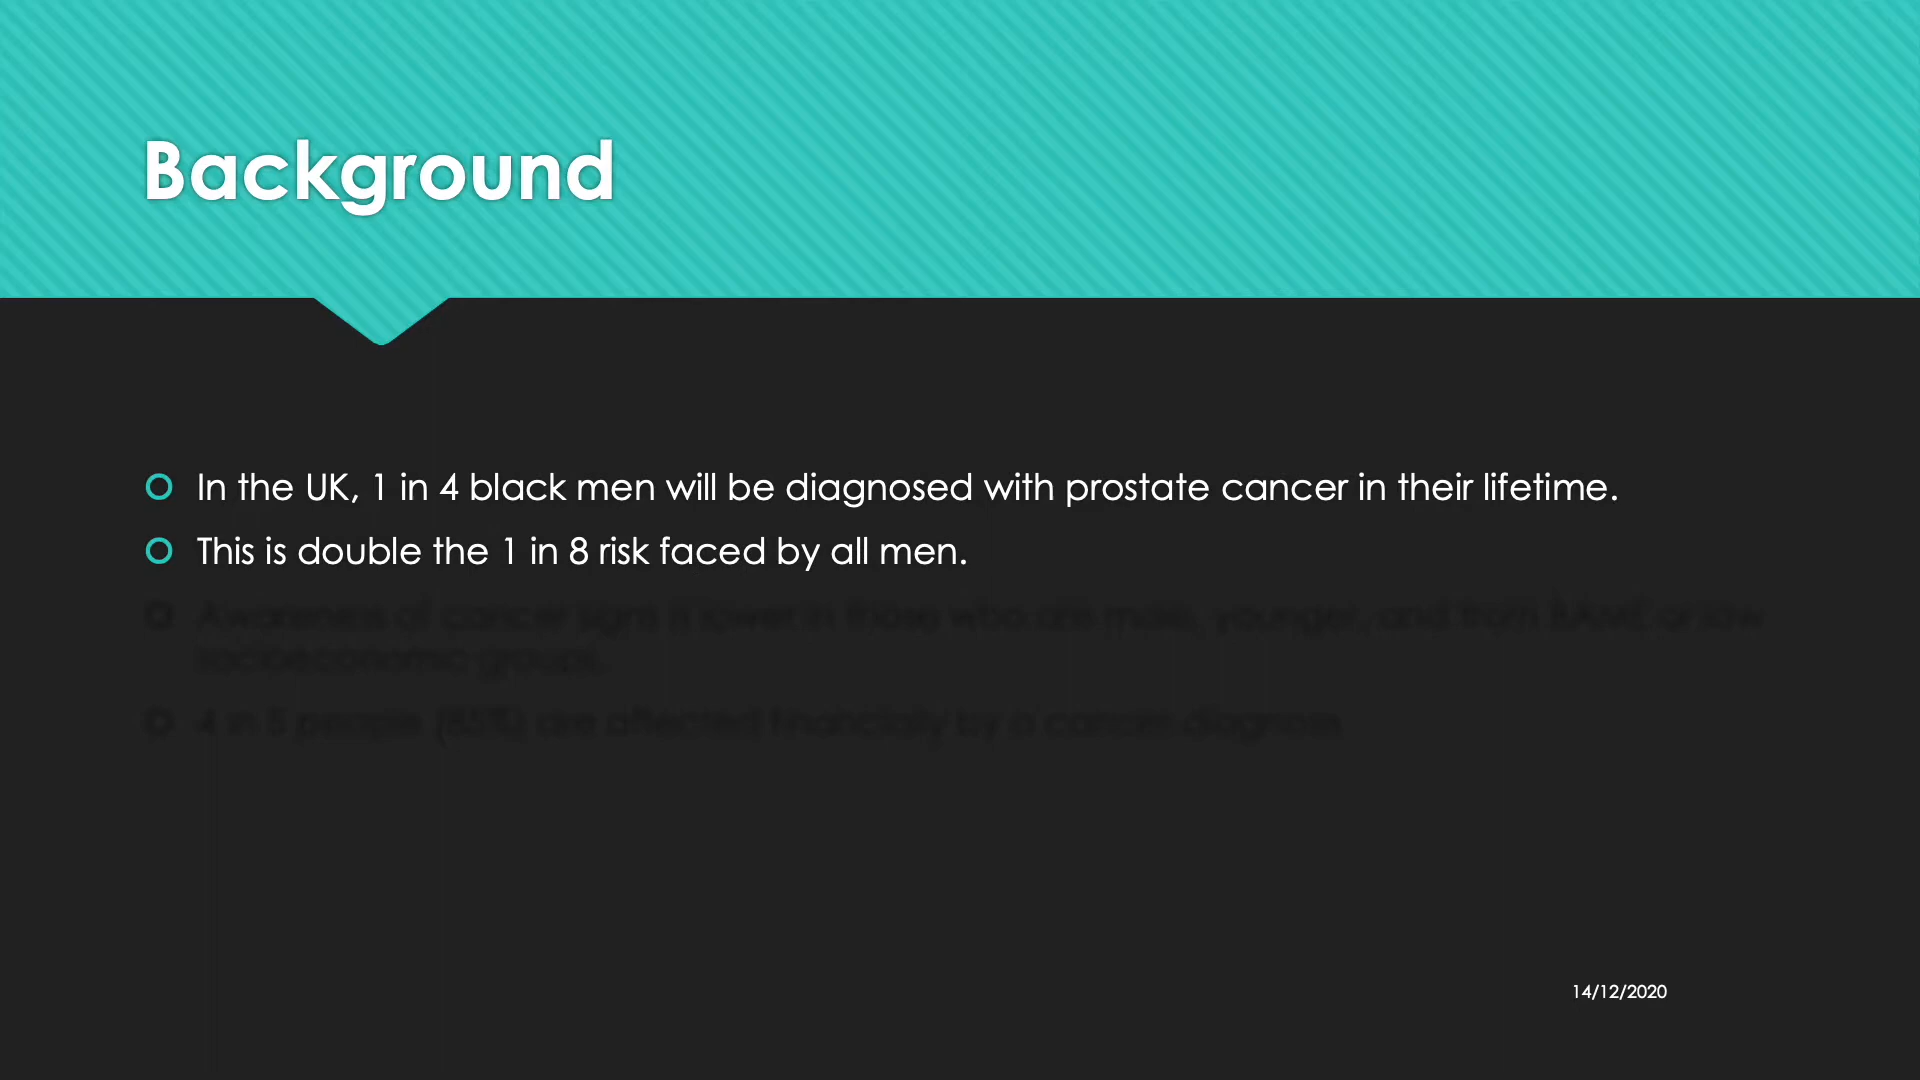 Background
In the UK, 1 in 4 black men will be diagnosed with prostate cancer in their lifetime.
This is double the 1 in 8 risk faced by all men.
Awareness of cancer signs is lower in those who are male, younger, and from BAME or low
socioeconomic groups.
4 in 5 people (85%) are affected financially by a cancer diagnosis
14/12/2020